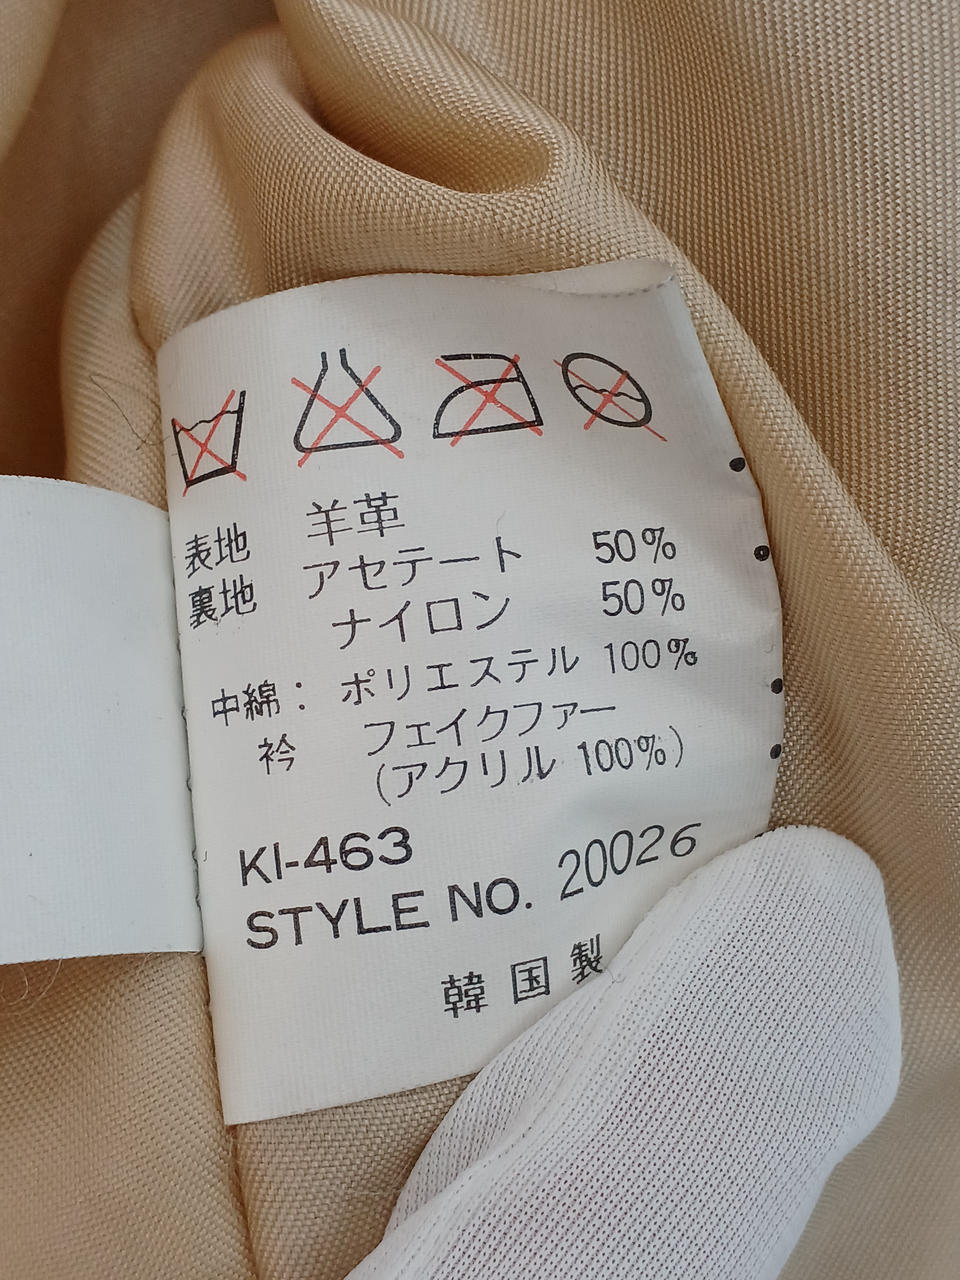 表地 羊革
裏地 アセテート 50%
ナイロン 50%
中綿: ポリエステル 100%
衿 フェイクファー
(アクリル 100%)
KI-463
STYLE NO. 20026
韓国製